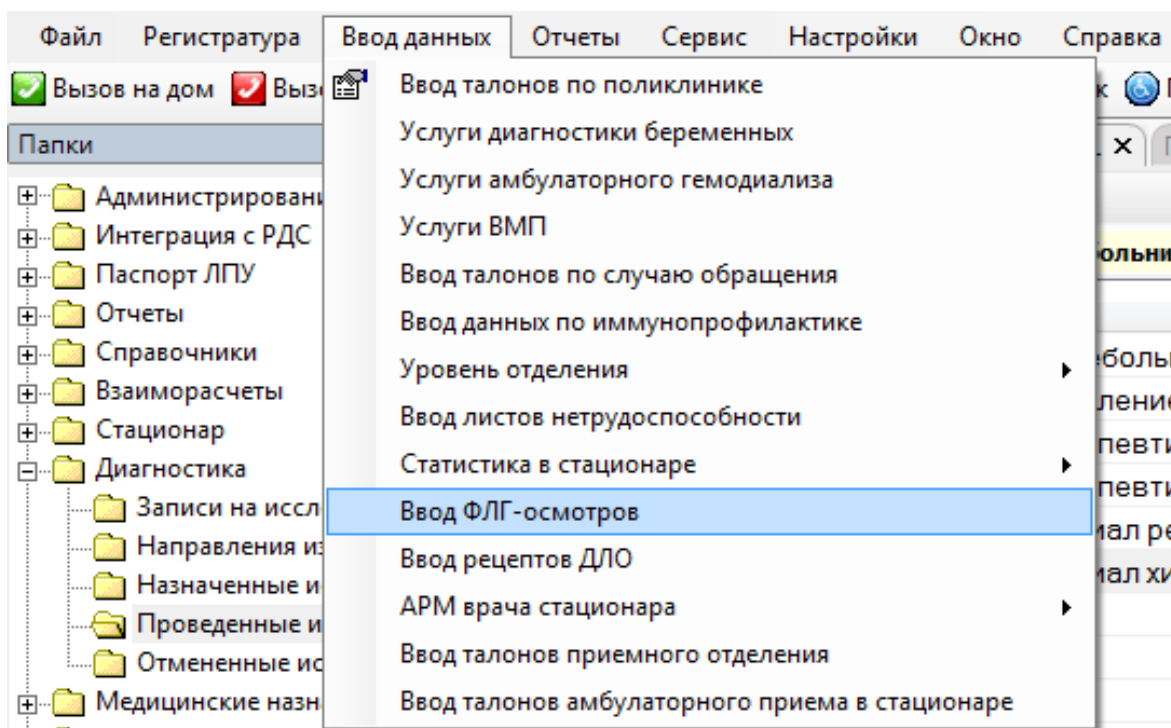 Файл Регистратура Ввод данных Отчеты Сервис Настройки Окно Справка
Вызов на дом
Папки
Администрирован
Интеграция с РДС
Паспорт ЛПУ
Отчеты
Справочники
Взаиморасчеты
Стационар
Диагностика
Записи на иссл
Направления из
Назначенные и
Проведенные и
Отмененные ис
Медицинские назн
Ввод талонов по поликлинике
Услуги диагностики беременных
Услуги амбулаторного гемодиализа
Услуги ВМП
Ввод талонов по случаю обращения
Ввод данных по иммунопрофилактике
Уровень отделения
Ввод листов нетрудоспособности
Статистика в стационаре
Ввод ФЛГ-осмотров
Ввод рецептов ДЛО
АРМ врача стационара
Ввод талонов приемного отделения
Ввод талонов амбулаторного приема в стационаре